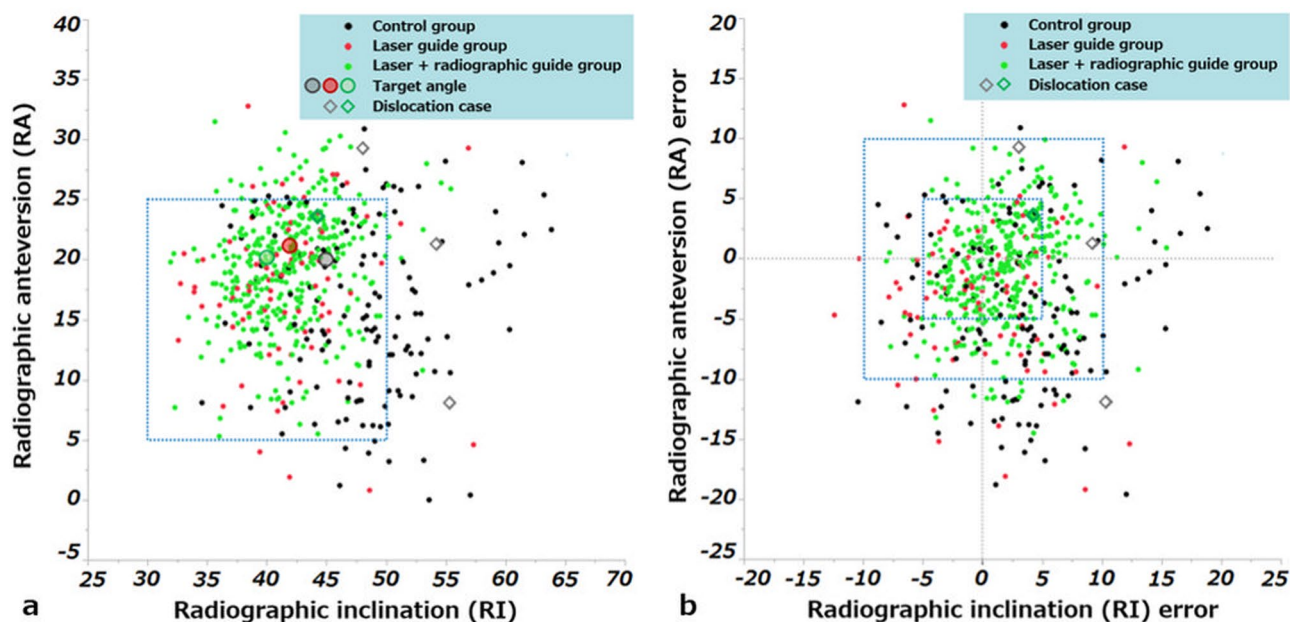 Control group
Laser guide group
Laser + radiographic guide group
Target angle
Dislocation case
Radiographic anteversion (RA)
40
35
30
25
20
15
10
5
0
-5
25 30 35 40 45 50 55 60 65 70
Radiographic inclination (RI)
a
Control group
Laser guide group
Laser + radiographic guide group
Dislocation case
Radiographic anteversion (RA) error
20
15
10
5
0
-5
-10
-15
-20
-25
-20 -15 -10 -5 0 5 10 15 20 25
Radiographic inclination (RI) error
b